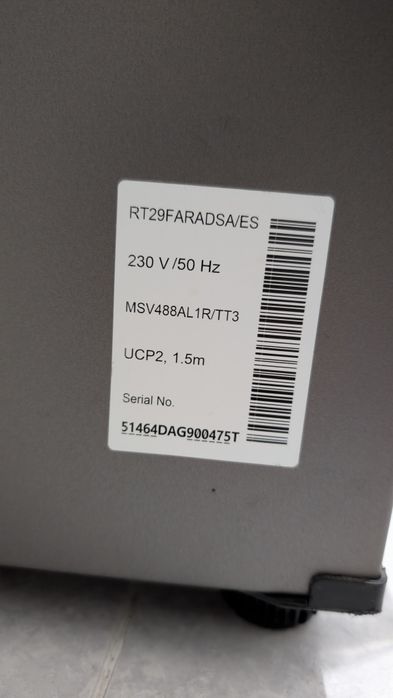 RT29FARADSA/ES
230 V /50 Hz
MSV488AL1R/TT3
UCP2, 1.5m
Serial No.
51464DAG900475T